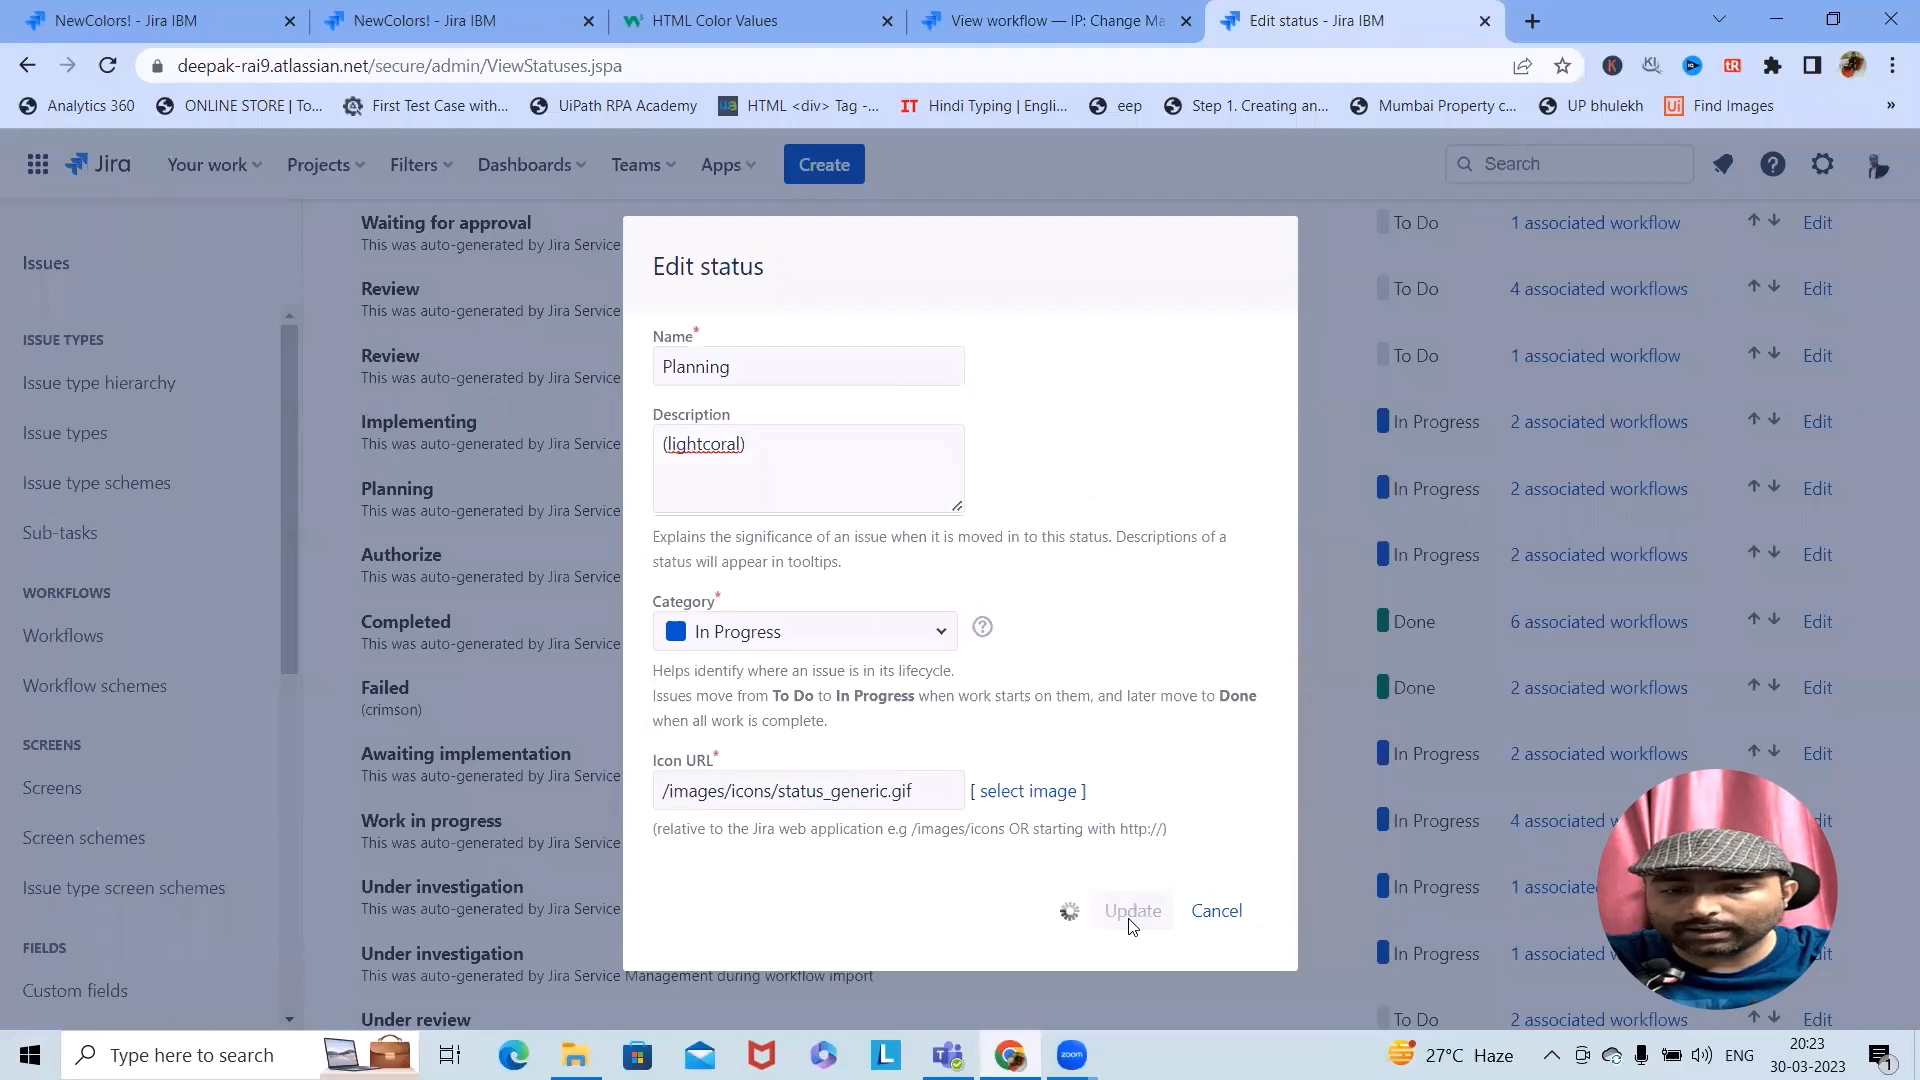 NewColors! - Jira IBM
NewColors! - Jira IBM
HTML Color Values
View workflow — IP: Change Ma
Edit status - Jira IBM
deepak-rai9.atlassian.net/secure/admin/ViewStatuses.jspa
Analytics 360
ONLINE STORE | To...
First Test Case with...
UiPath RPA Academy
HTML <div> Tag -...
Hindi Typing | Engli...
eep
Step 1. Creating an...
Mumbai Property c...
UP bhulekh
Find Images
Jira
Your work
Projects
Filters
Dashboards
Teams
Apps
Create
Search
Issues
ISSUE TYPES
Issue type hierarchy
Issue types
Issue type schemes
Sub-tasks
WORKFLOWS
Workflows
Workflow schemes
SCREENS
Screens
Screen schemes
Issue type screen schemes
FIELDS
Custom fields
Waiting for approval
This was auto-generated by Jira Service
To Do 1 associated workflow Edit
Review
This was auto-generated by Jira Service
To Do 4 associated workflows Edit
Review
This was auto-generated by Jira Service
To Do 1 associated workflow Edit
Implementing
This was auto-generated by Jira Service
In Progress 2 associated workflows Edit
Planning
This was auto-generated by Jira Service
In Progress 2 associated workflows Edit
Authorize
This was auto-generated by Jira Service
In Progress 2 associated workflows Edit
Completed
This was auto-generated by Jira Service
Done 6 associated workflows Edit
Failed
(crimson)
Done 2 associated workflows Edit
Awaiting implementation
This was auto-generated by Jira Service
In Progress 2 associated workflows Edit
Work in progress
This was auto-generated by Jira Service
In Progress 4 associated workflows Edit
Under investigation
This was auto-generated by Jira Service
In Progress 1 associate
Under investigation
This was auto-generated by Jira Service Management during workflow import
In Progress 1 associated
Under review
To Do 2 associated workflows Edit
Edit status
Name*
Planning
Description
(lightcoral)
Explains the significance of an issue when it is moved in to this status. Descriptions of a
status will appear in tooltips.
Category*
In Progress
Helps identify where an issue is in its lifecycle.
Issues move from To Do to In Progress when work starts on them, and later move to Done
when all work is complete.
Icon URL*
/images/icons/status_generic.gif [ select image ]
(relative to the Jira web application e.g /images/icons OR starting with http://)
Update Cancel
Type here to search
zoom
27°C Haze
ENG
20:23
30-03-2023
1